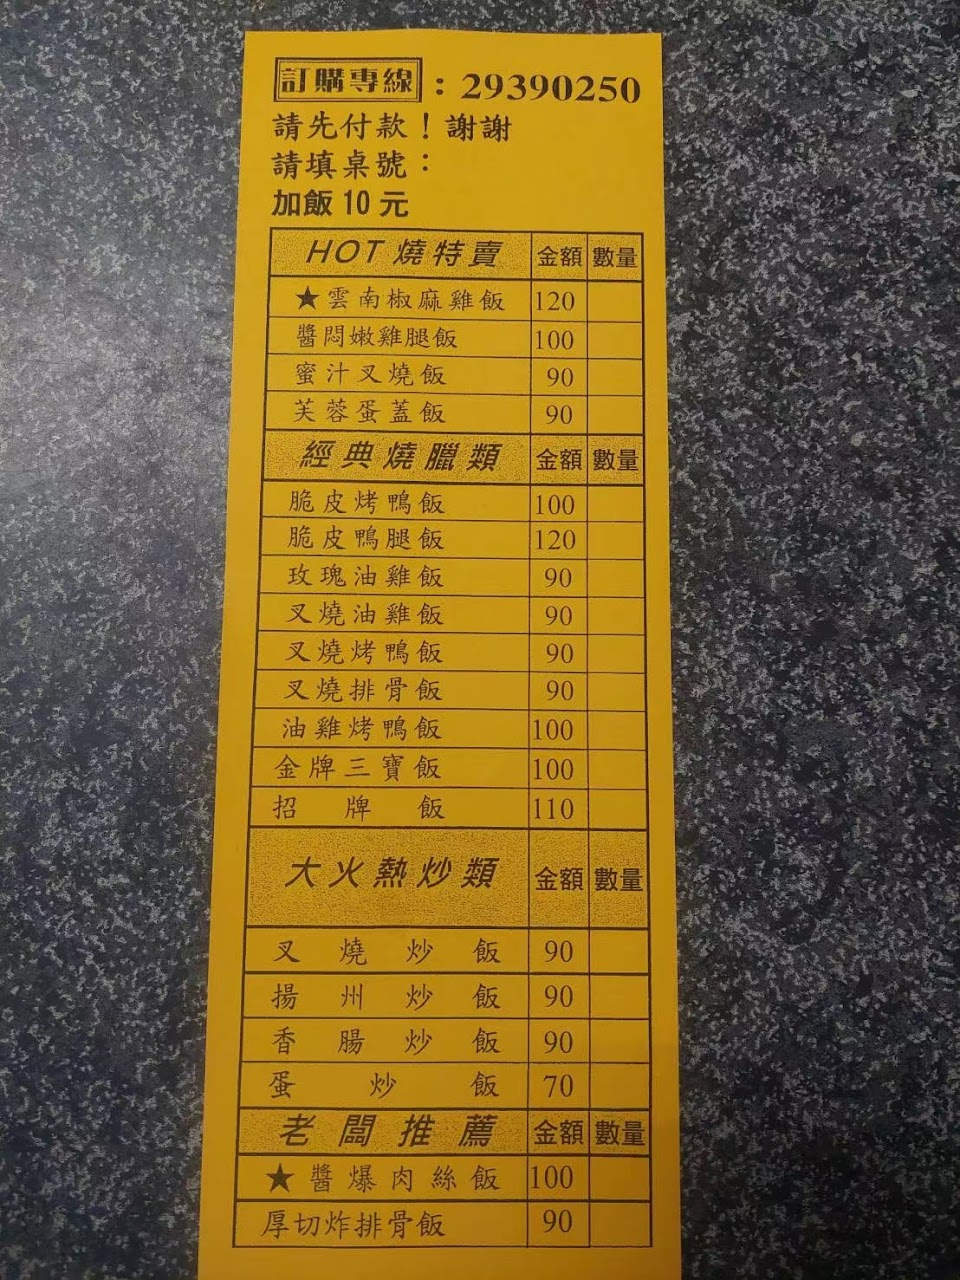 訂購專線：29390250
請先付款！謝謝
請填桌號：
加飯10元
HOT燒特賣 金額 數量
★雲南椒麻雞飯 120
醬悶嫩雞腿飯 100
蜜汁叉燒飯 90
芙蓉蛋蓋飯 90
經典燒臘類 金額 數量
脆皮烤鴨飯 100
脆皮鴨腿飯 120
玫瑰油雞飯 90
叉燒油雞飯 90
叉燒烤鴨飯 90
叉燒排骨飯 90
油雞烤鴨飯 100
金牌三寶飯 100
招牌飯 110
大火熱炒類 金額 數量
叉燒炒飯 90
揚州炒飯 90
香腸炒飯 90
蛋炒飯 70
老闆推薦 金額 數量
★醬爆肉絲飯 100
厚切炸排骨飯 90